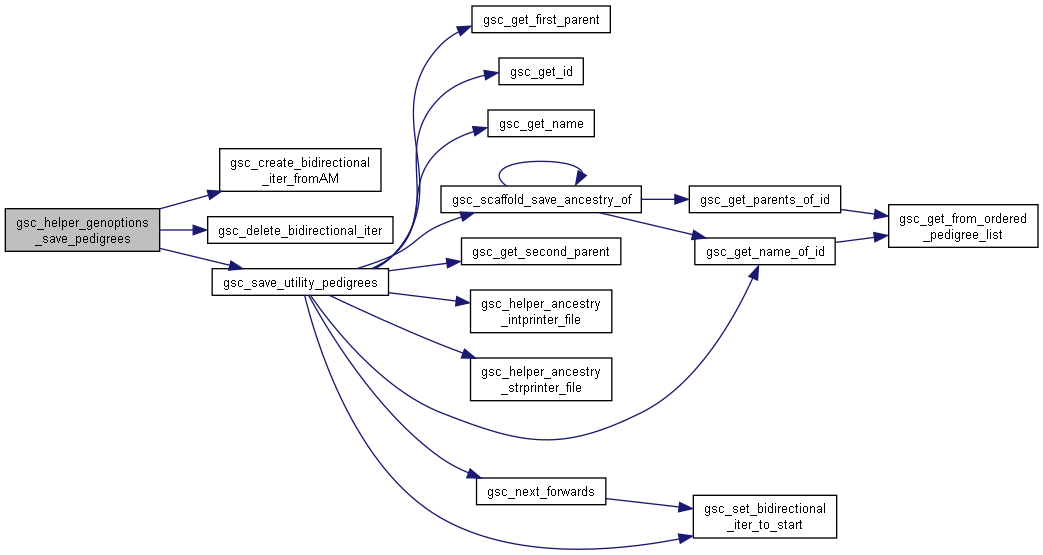 gsc_get_first_parent
gsc_get_id
gsc_get_name
gsc_create_bidirectional
_iter_fromAM
gsc_scaffold_save_ancestry_of
gsc_get_parents_of_id
gsc_helper_genoptions
_save_pedigrees
gsc_delete_bidirectional_iter
gsc_get_from_ordered
_pedigree_list
gsc_get_second_parent
gsc_get_name_of_id
gsc_save_utility_pedigrees
gsc_helper_ancestry
_intprinter_file
gsc_helper_ancestry
_strprinter_file
gsc_next_forwards
gsc_set_bidirectional
_iter_to_start